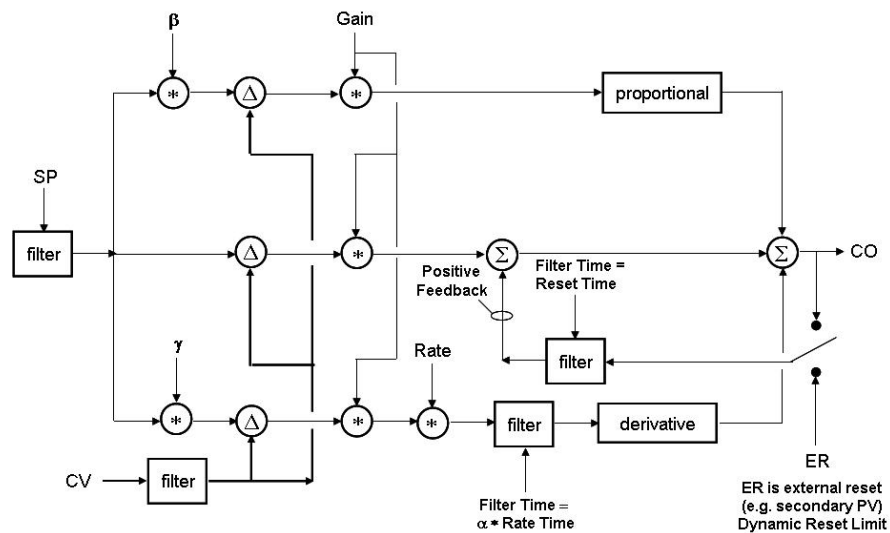 β
Gain
*
Δ
*
proportional
SP
filter
Δ
*
Σ
Σ
CO
Positive
Feedback
Filter Time =
Reset Time
filter
γ
Rate
*
Δ
*
*
filter
derivative
CV
filter
ER
Filter Time =
α * Rate Time
ER is external reset
(e.g. secondary PV)
Dynamic Reset Limit